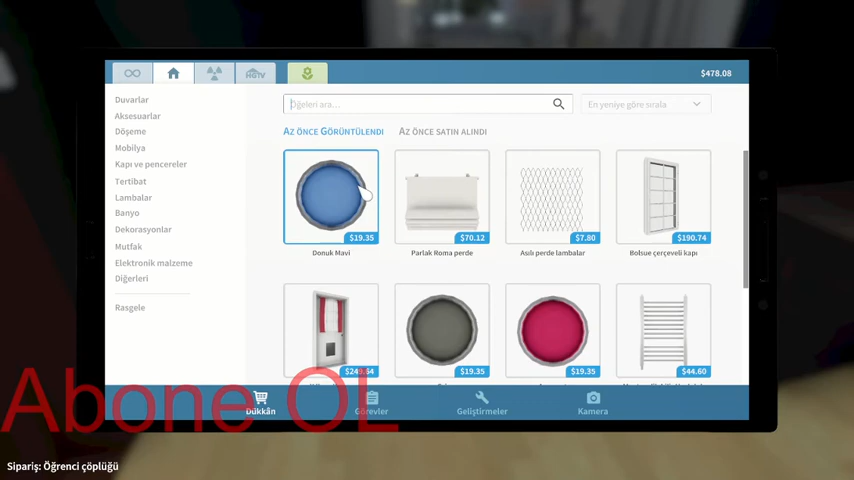 HGTV
$478.08
Öğeleri ara...
En yeniye göre sırala
Duvarlar
Aksesuarlar
Döşeme
Mobilya
Kapı ve pencereler
Tertibat
Lambalar
Banyo
Dekorasyonlar
Mutfak
Elektronik malzeme
Diğerleri
Rasgele
AZ ÖNCE GÖRÜNTÜLENDİ
AZ ÖNCE SATIN ALINDI
$19.35
$70.12
$7.80
$190.74
Donuk Mavi
Parlak Roma perde
Asılı perde lambalar
$249.64
$19.35
$19.35
$44.60
Abone OL
Dükkân
Görevler
Geliştirmeler
Kamera
Sipariş: Öğrenci çöplüğü